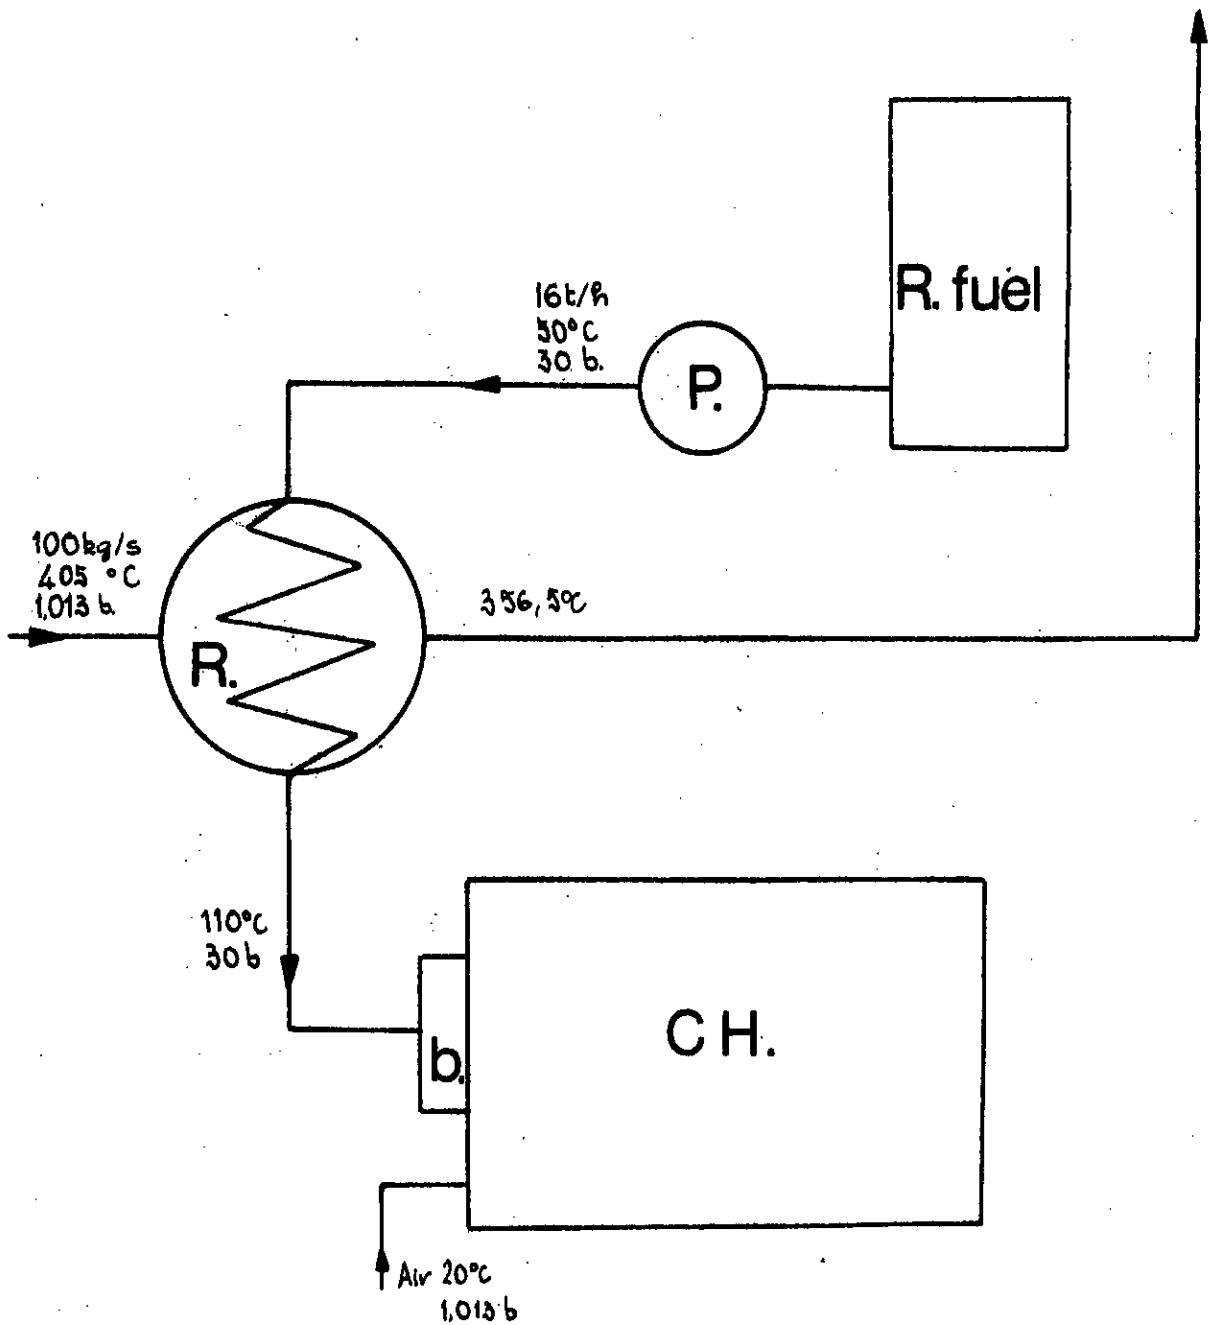 R. fuel
16t/h
50°C
30 b.
P.
100kg/s
405 °C
1,013 b.
356,5°C
R.
110°C
30 b
CH.
b.
Air 20°C
1,013 b